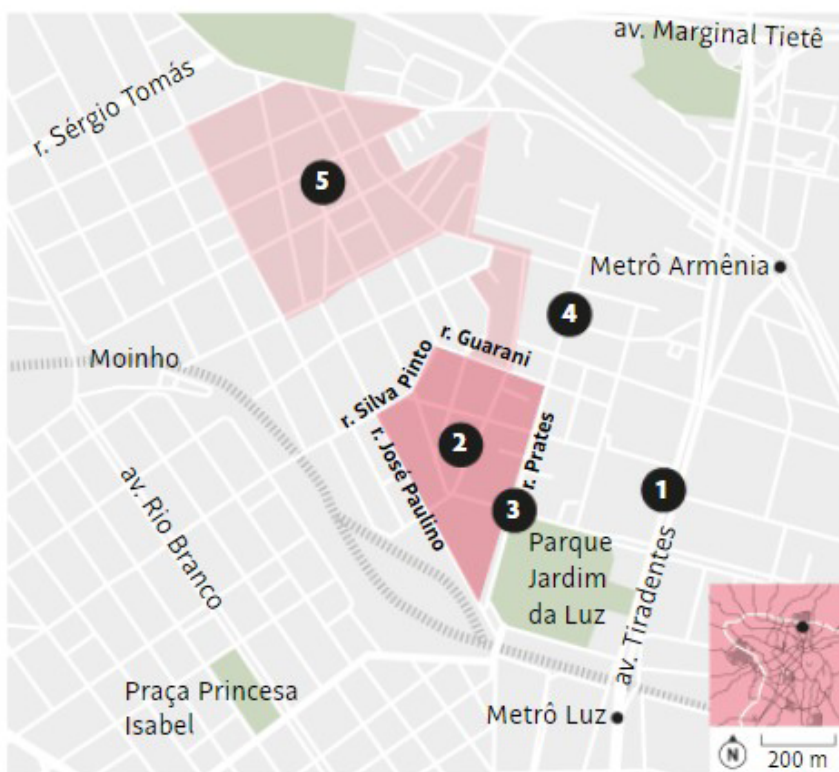 av. Marginal Tietê
r. Sérgio Tomás
5
Metrô Armênia
4
r. Guarani
Moinho
r. Silva Pinto
2
r. José Paulino
r. Prates
1
3
av. Rio Branco
Parque
Jardim
da Luz
av. Tiradentes
Praça Princesa
Isabel
Metrô Luz
N
200 m